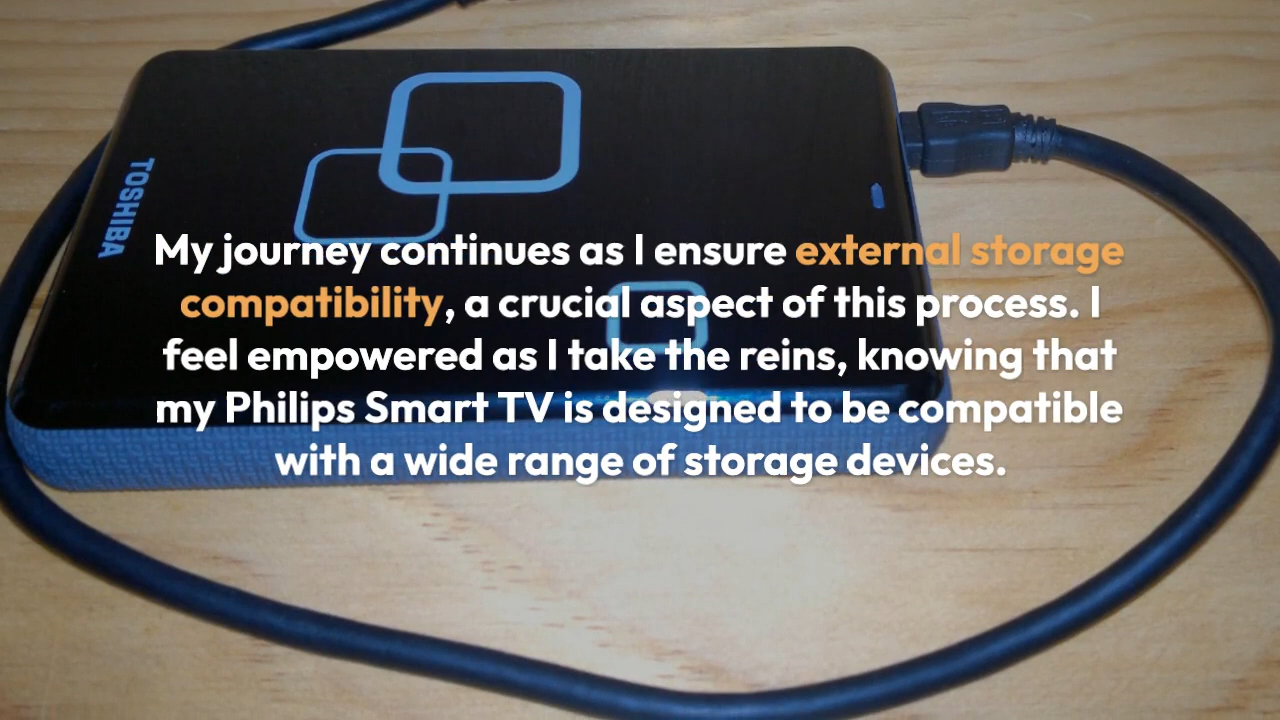 TOSHIBA
My journey continues as I ensure external storage
compatibility, a crucial aspect of this process. I
feel empowered as I take the reins, knowing that
my Philips Smart TV is designed to be compatible
with a wide range of storage devices.